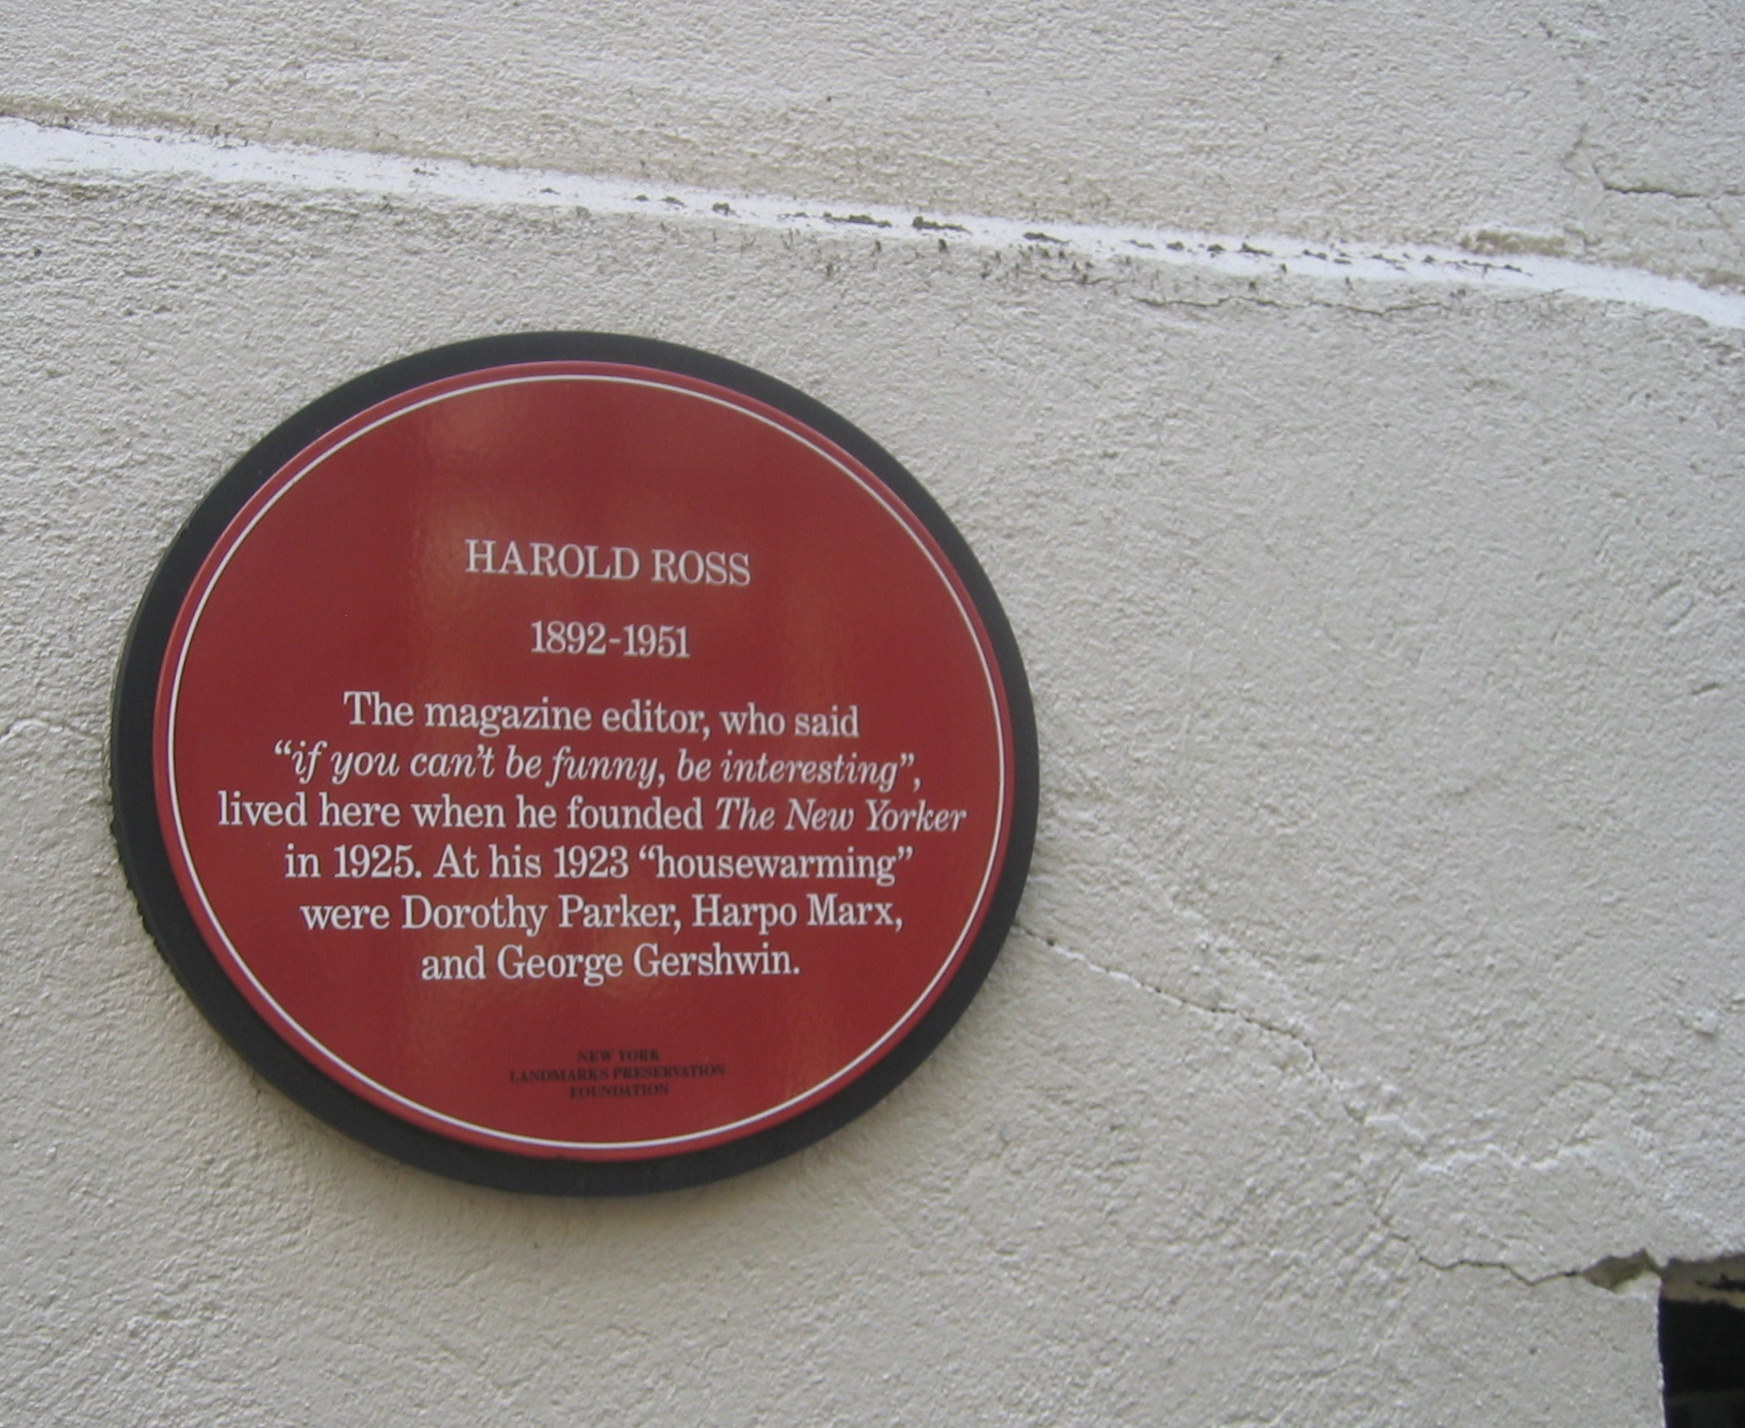 HAROLD ROSS
1892-1951
The magazine editor, who said
“if you can't be funny, be interesting”,
lived here when he founded The New Yorker
in 1925. At his 1923 “housewarming”
were Dorothy Parker, Harpo Marx,
and George Gershwin.
NEW YORK
LANDMARKS PRESERVATION
FOUNDATION